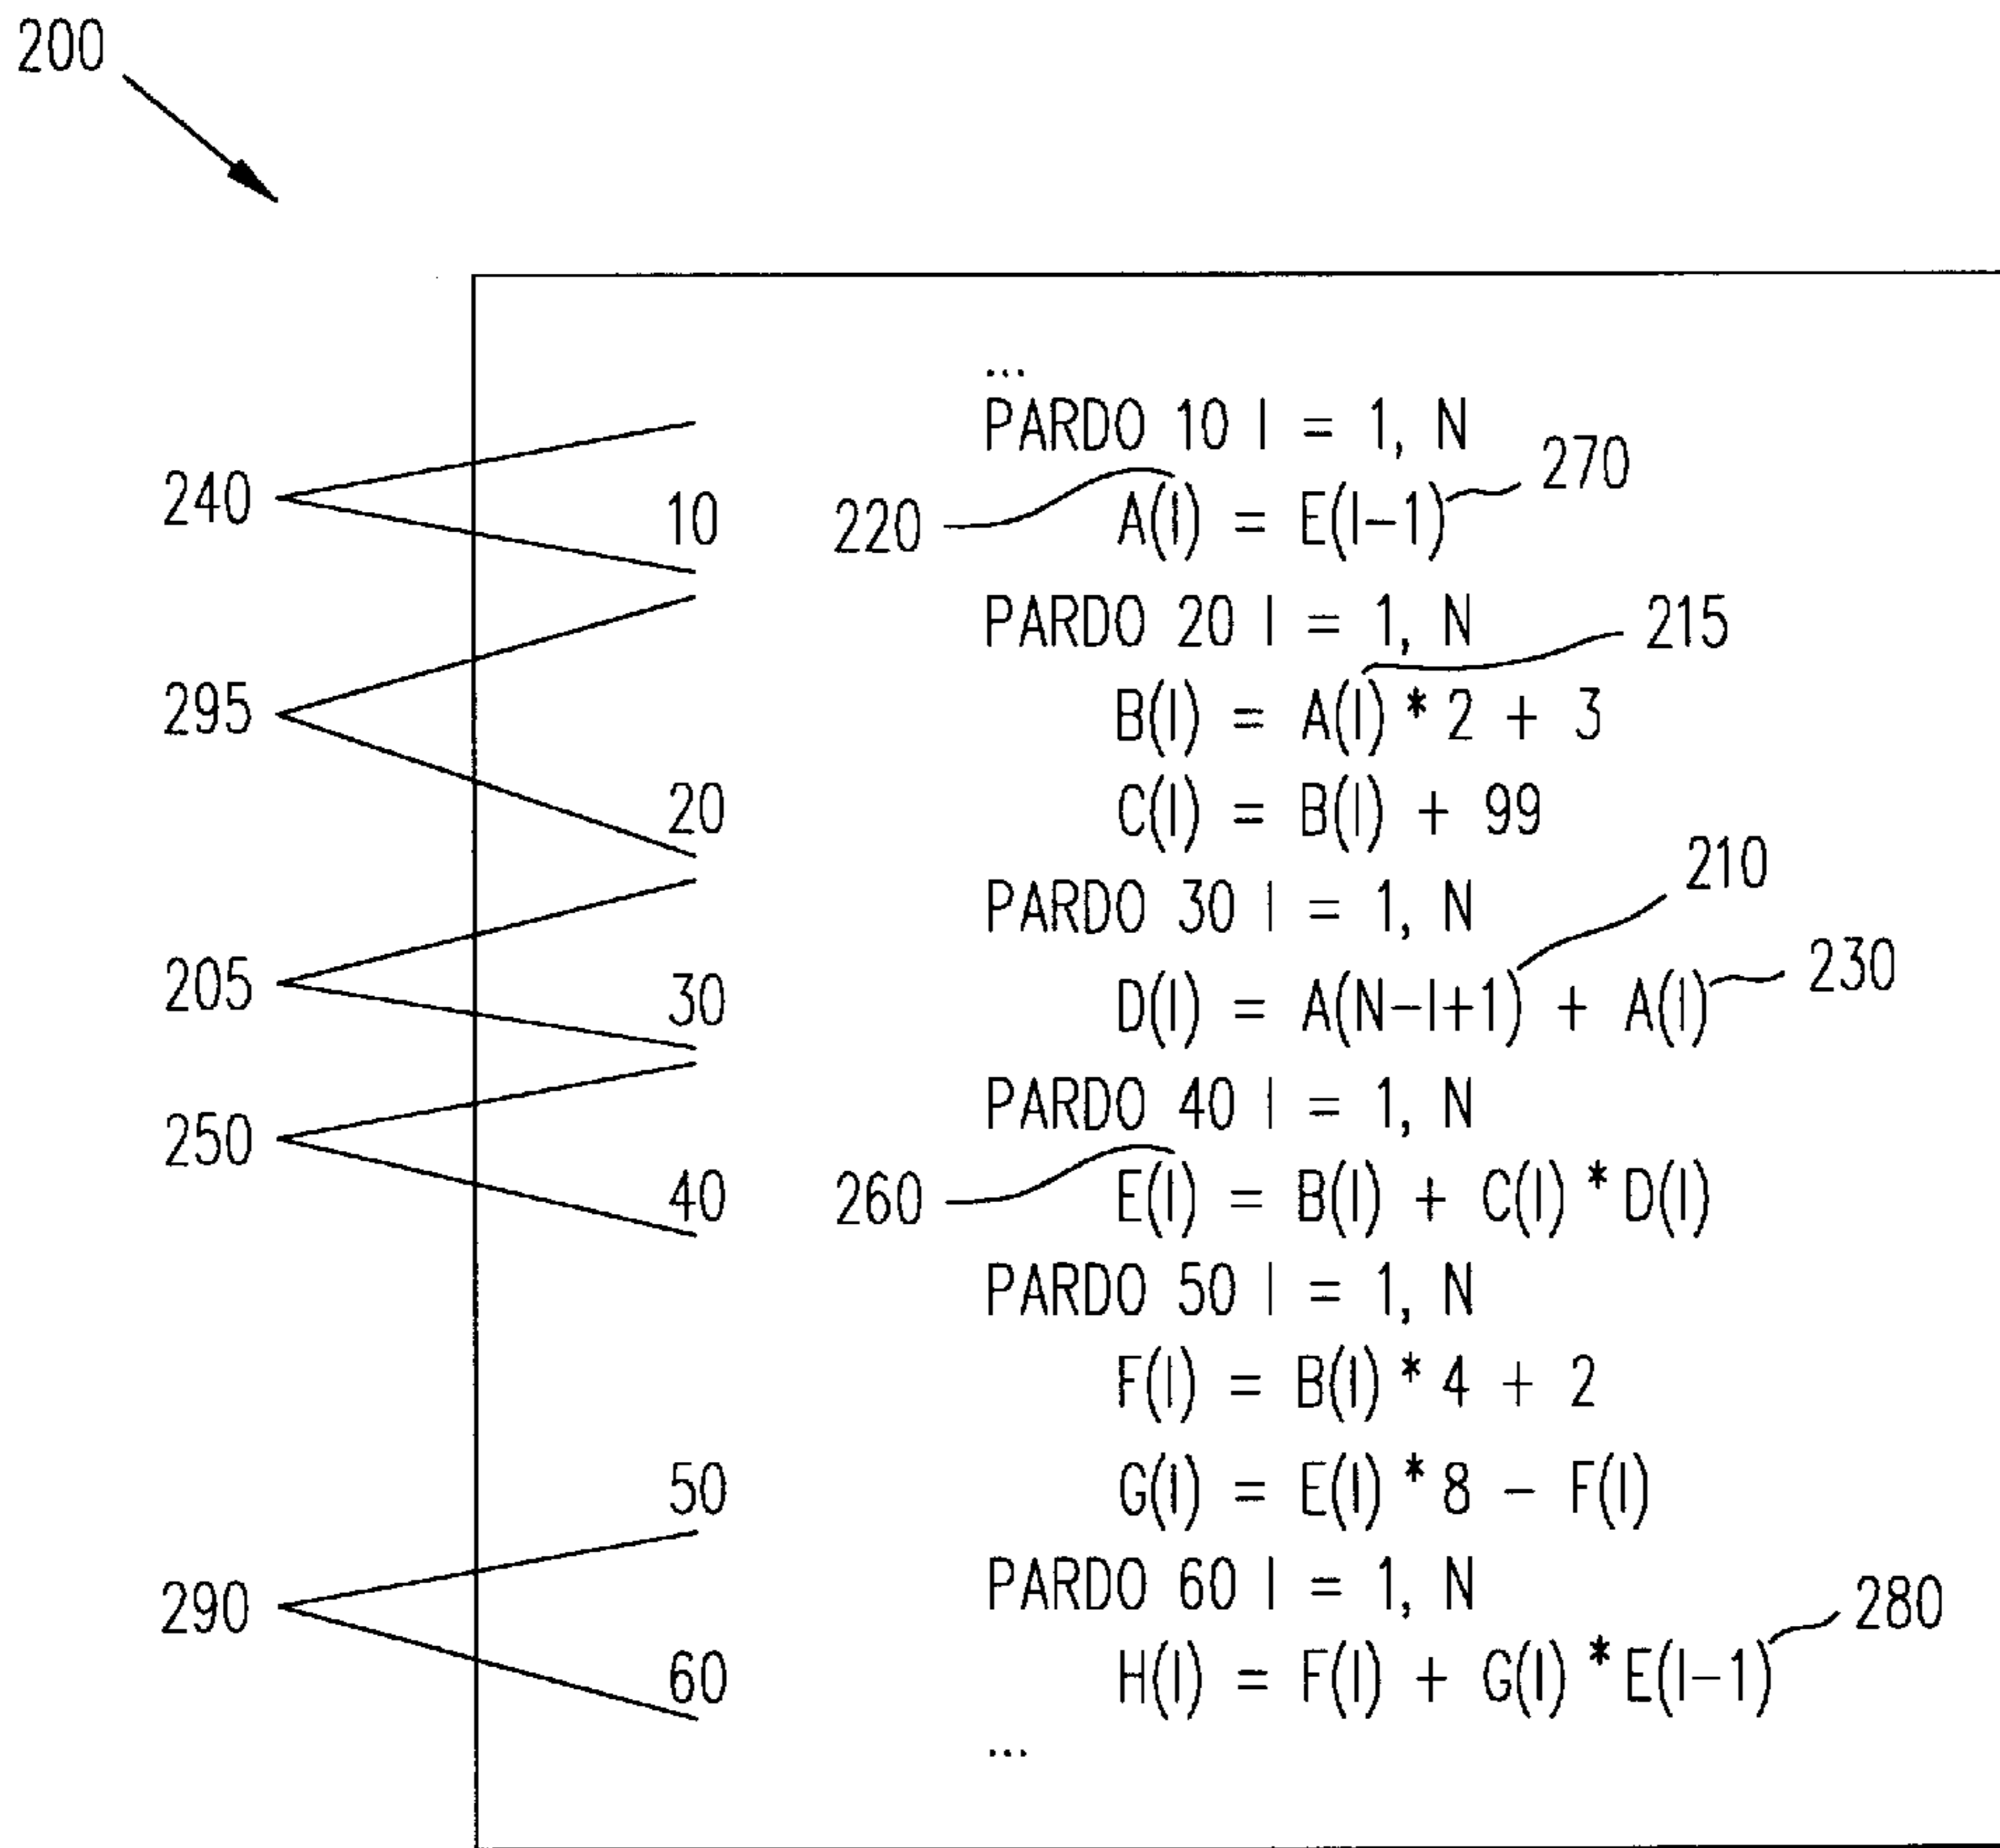 200
...
PARDO 10 I = 1, N
240 10 220 A(I) = E(I-1) 270
PARDO 20 I = 1, N
215
295 B(I) = A(I) * 2 + 3
20 C(I) = B(I) + 99
210
PARDO 30 I = 1, N
205 30 D(I) = A(N-I+1) + A(I) 230
PARDO 40 I = 1, N
250
40 260 E(I) = B(I) + C(I) * D(I)
PARDO 50 I = 1, N
F(I) = B(I) * 4 + 2
50 G(I) = E(I) * 8 - F(I)
PARDO 60 I = 1, N
290 280
60 H(I) = F(I) + G(I) * E(I-1)
...